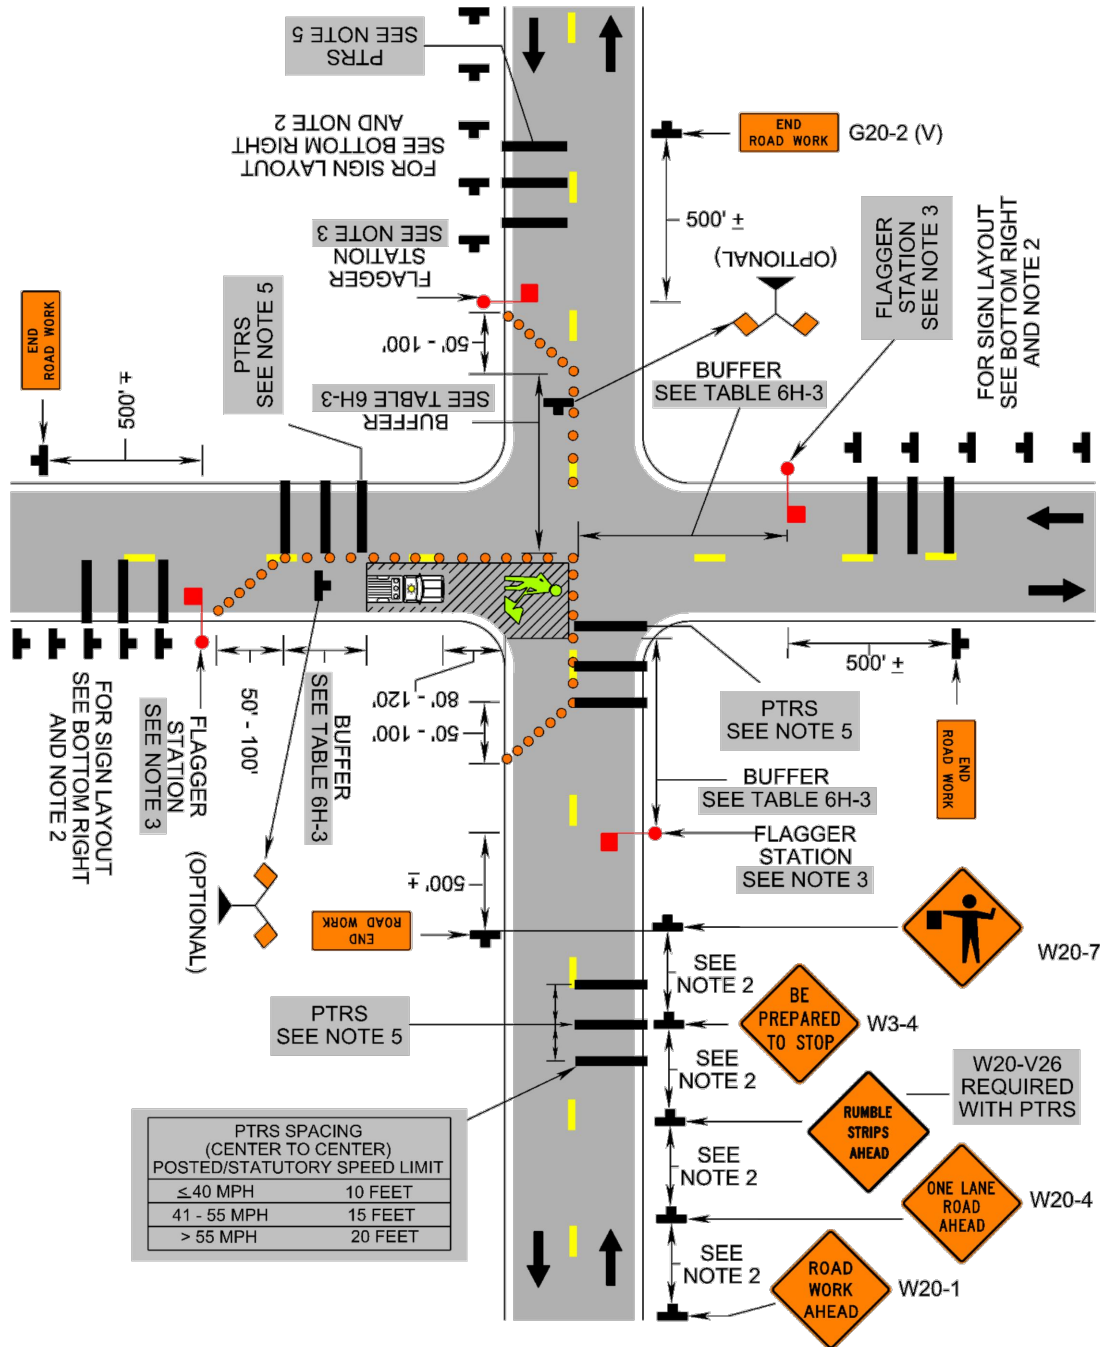 PTRS
SEE NOTE 5
FOR SIGN LAYOUT
SEE BOTTOM RIGHT
AND NOTE 2
FLAGGER
STATION
SEE NOTE 3
50' - 100'
BUFFER
SEE TABLE 6H-3
END
ROAD WORK
G20-2 (V)
500' ±
(OPTIONAL)
FLAGGER
STATION
SEE NOTE 3
FOR SIGN LAYOUT
SEE BOTTOM RIGHT
AND NOTE 2
BUFFER
SEE TABLE 6H-3
END
ROAD WORK
500' ±
PTRS
SEE NOTE 5
FOR SIGN LAYOUT
SEE BOTTOM RIGHT
AND NOTE 2
FLAGGER
STATION
SEE NOTE 3
50' - 100'
BUFFER
SEE TABLE 6H-3
(OPTIONAL)
80' - 120'
50' - 100'
500' ±
END
ROAD WORK
500' ±
END
ROAD WORK
PTRS
SEE NOTE 5
BUFFER
SEE TABLE 6H-3
FLAGGER
STATION
SEE NOTE 3
W20-7
SEE
NOTE 2
BE
PREPARED
TO STOP
W3-4
SEE
NOTE 2
RUMBLE
STRIPS
AHEAD
W20-V26
REQUIRED
WITH PTRS
SEE
NOTE 2
ONE LANE
ROAD
AHEAD
W20-4
SEE
NOTE 2
ROAD
WORK
AHEAD
W20-1
PTRS
SEE NOTE 5
PTRS SPACING
(CENTER TO CENTER)
POSTED/STATUTORY SPEED LIMIT
≤ 40 MPH 10 FEET
41 - 55 MPH 15 FEET
> 55 MPH 20 FEET